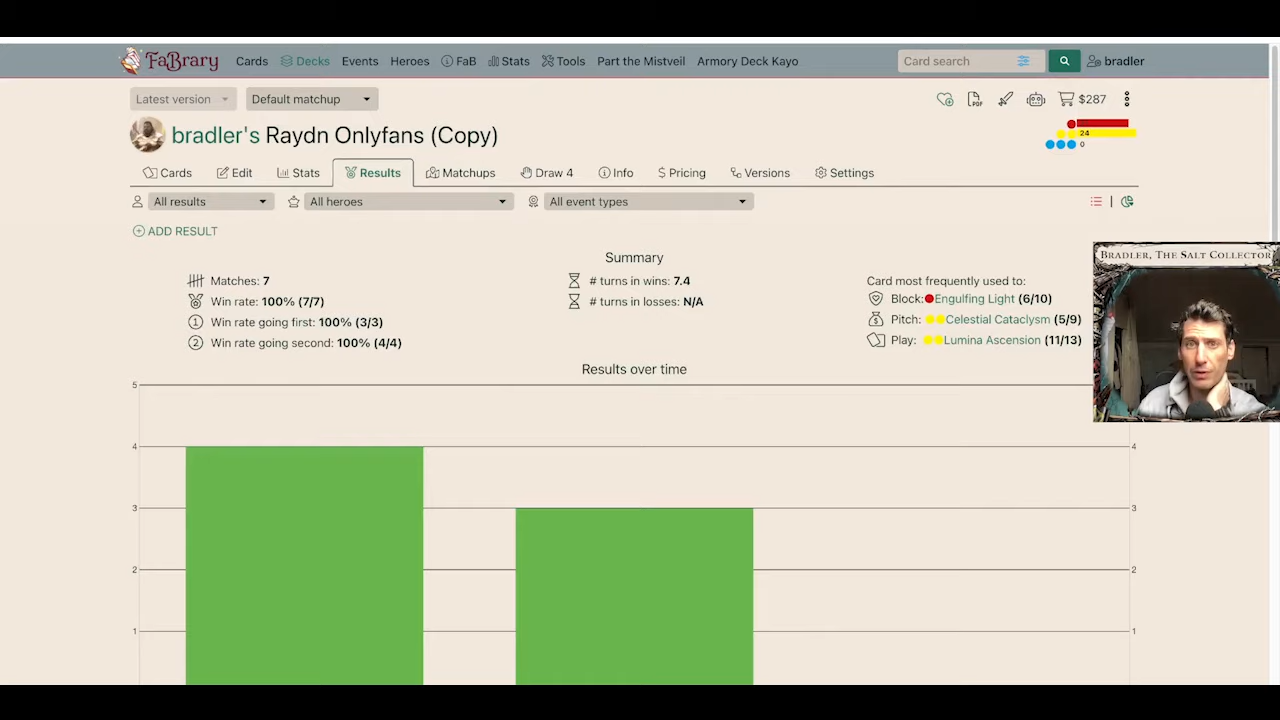 FaBrary Cards Decks Events Heroes FaB Stats Tools Part the Mistveil Armory Deck Kayo Card search bradler
Latest version Default matchup PDF $287
bradler's Raydn Onlyfans (Copy)
24
0
Cards Edit Stats Results Matchups Draw 4 Info Pricing Versions Settings
All results All heroes All event types
ADD RESULT
Summary
Matches: 7
Win rate: 100% (7/7)
Win rate going first: 100% (3/3)
Win rate going second: 100% (4/4)
# turns in wins: 7.4
# turns in losses: N/A
Card most frequently used to:
Block: Engulfing Light (6/10)
Pitch: Celestial Cataclysm (5/9)
Play: Lumina Ascension (11/13)
BRADLER, THE SALT COLLECTOR
Results over time
5
4 4
3 3
2 2
1 1